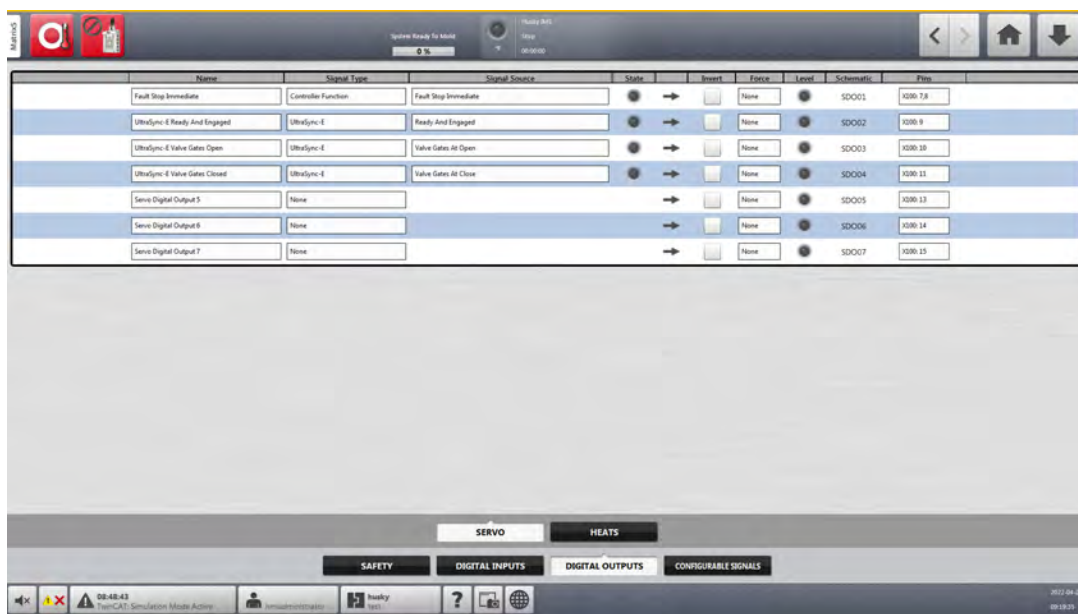 MatrixS
Husky IMS
System Ready To Mold
Stop
0 %
00:00:00
Name Signal Type Signal Source State Invert Force Level Schematic Pins
Fault Stop Immediate Controller Function Fault Stop Immediate None SDO01 X100: 7,8
UltraSync-E Ready And Engaged UltraSync-E Ready And Engaged None SDO02 X100: 9
UltraSync-E Valve Gates Open UltraSync-E Valve Gates At Open None SDO03 X100: 10
UltraSync-E Valve Gates Closed UltraSync-E Valve Gates At Close None SDO04 X100: 11
Servo Digital Output 5 None None SDO05 X100: 13
Servo Digital Output 6 None None SDO06 X100: 14
Servo Digital Output 7 None None SDO07 X100: 15
SERVO HEATS
SAFETY DIGITAL INPUTS DIGITAL OUTPUTS CONFIGURABLE SIGNALS
08:48:43
TwinCAT: Simulation Mode Active
hmiadministrator
husky
test
?